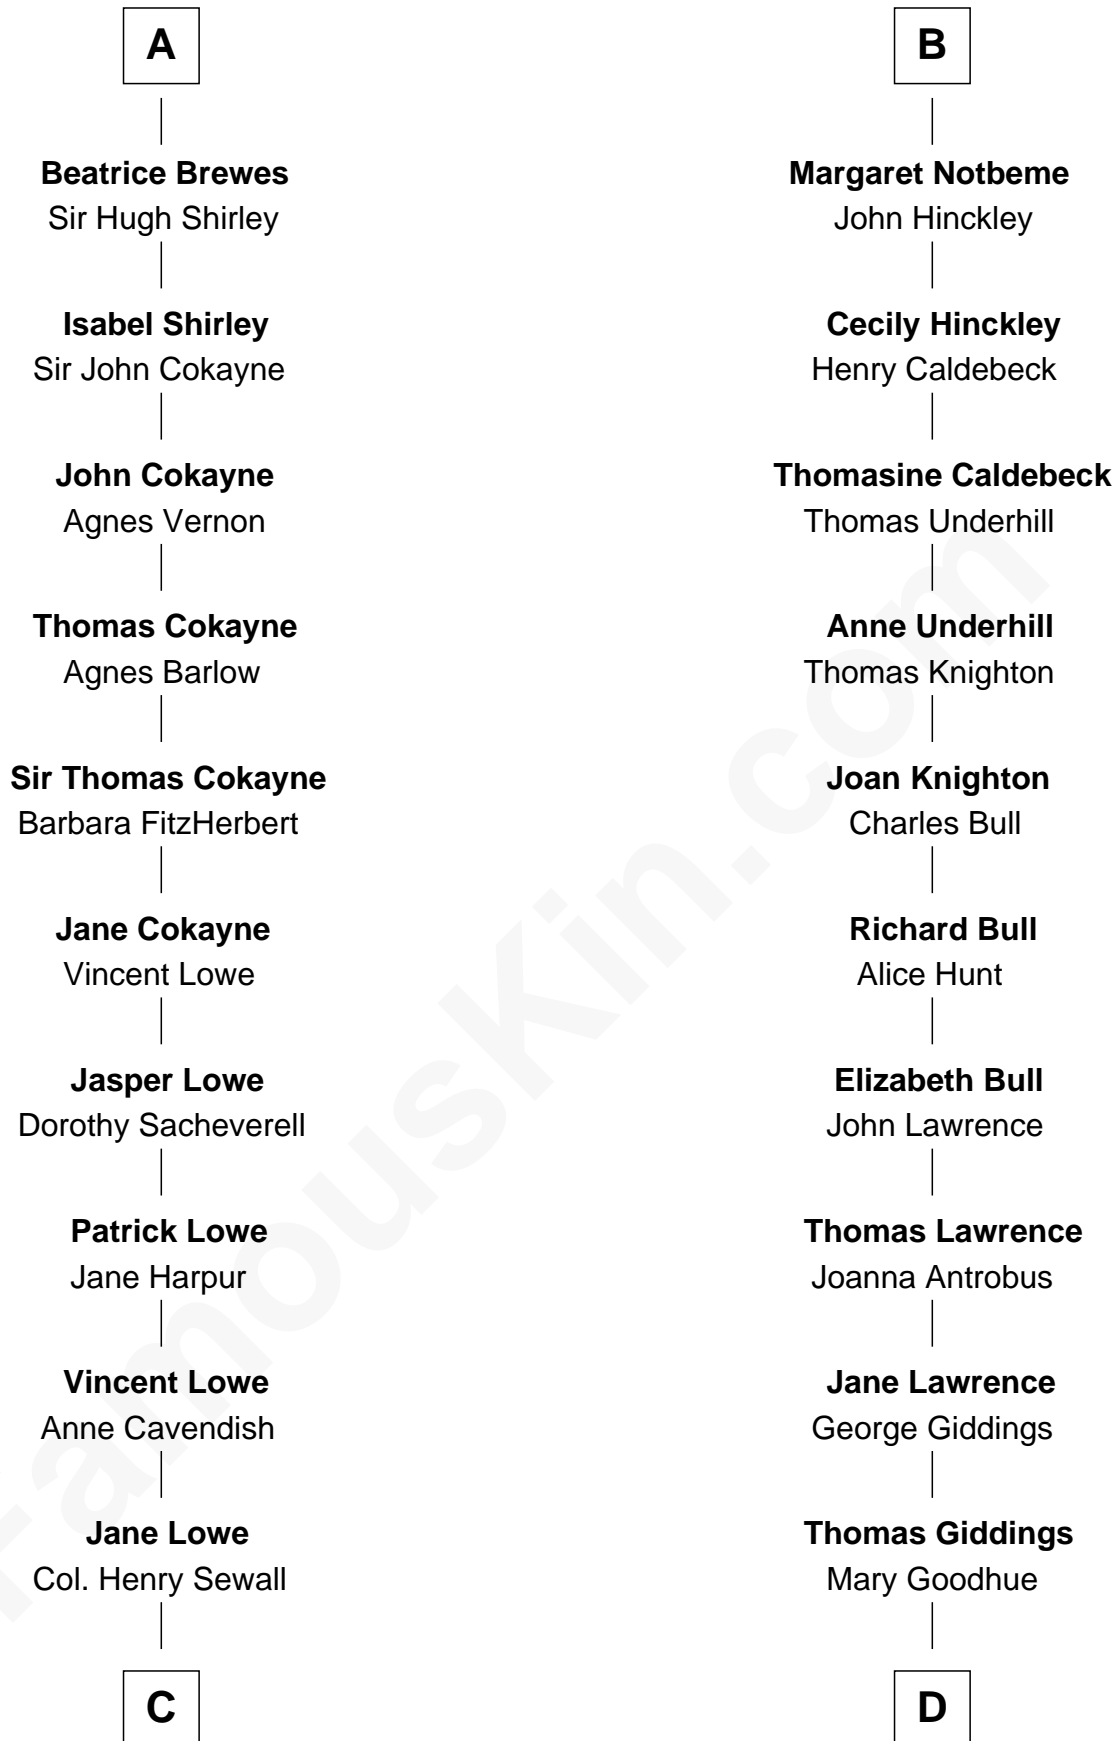 A
Beatrice Brewes
Sir Hugh Shirley
Isabel Shirley
Sir John Cokayne
John Cokayne
Agnes Vernon
Thomas Cokayne
Agnes Barlow
Sir Thomas Cokayne
Barbara FitzHerbert
Jane Cokayne
Vincent Lowe
Jasper Lowe
Dorothy Sacheverell
Patrick Lowe
Jane Harpur
Vincent Lowe
Anne Cavendish
Jane Lowe
Col. Henry Sewall
C
B
Margaret Notbeme
John Hinckley
Cecily Hinckley
Henry Caldebeck
Thomasine Caldebeck
Thomas Underhill
Anne Underhill
Thomas Knighton
Joan Knighton
Charles Bull
Richard Bull
Alice Hunt
Elizabeth Bull
John Lawrence
Thomas Lawrence
Joanna Antrobus
Jane Lawrence
George Giddings
Thomas Giddings
Mary Goodhue
D
FamousKin.com